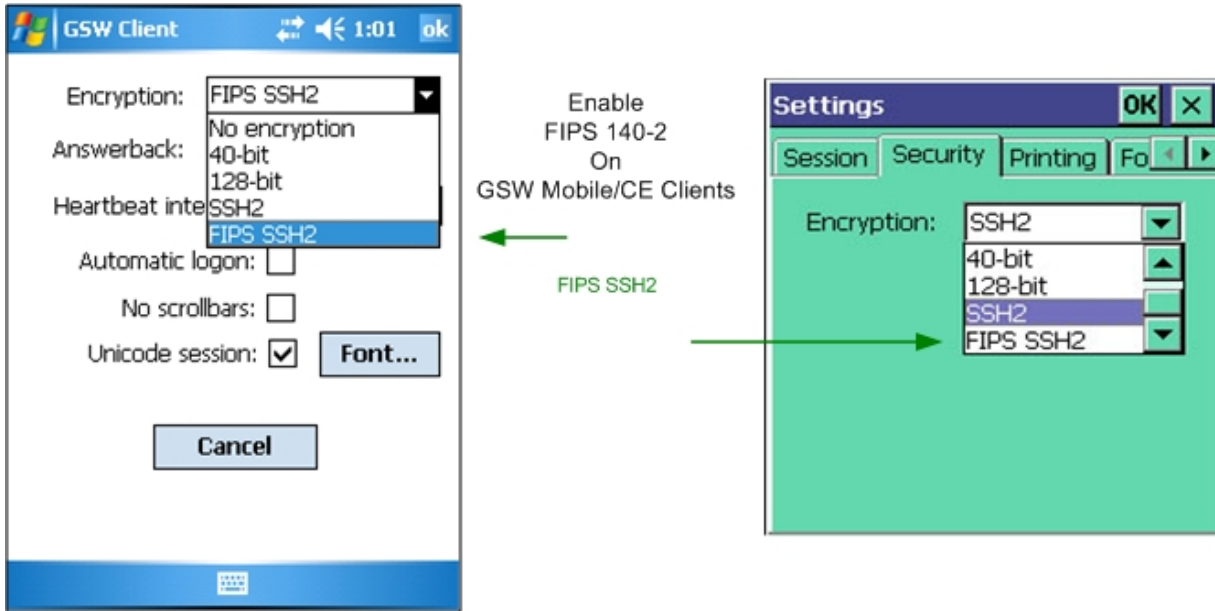 GSW Client 1:01 ok
Encryption: FIPS SSH2
No encryption
Answerback: 40-bit
128-bit
Heartbeat inte SSH2
FIPS SSH2
Automatic logon:
No scrollbars:
Unicode session: Font...
Cancel
Enable
FIPS 140-2
On
GSW Mobile/CE Clients
FIPS SSH2
Settings OK
Session Security Printing Fo
Encryption: SSH2
40-bit
128-bit
SSH2
FIPS SSH2